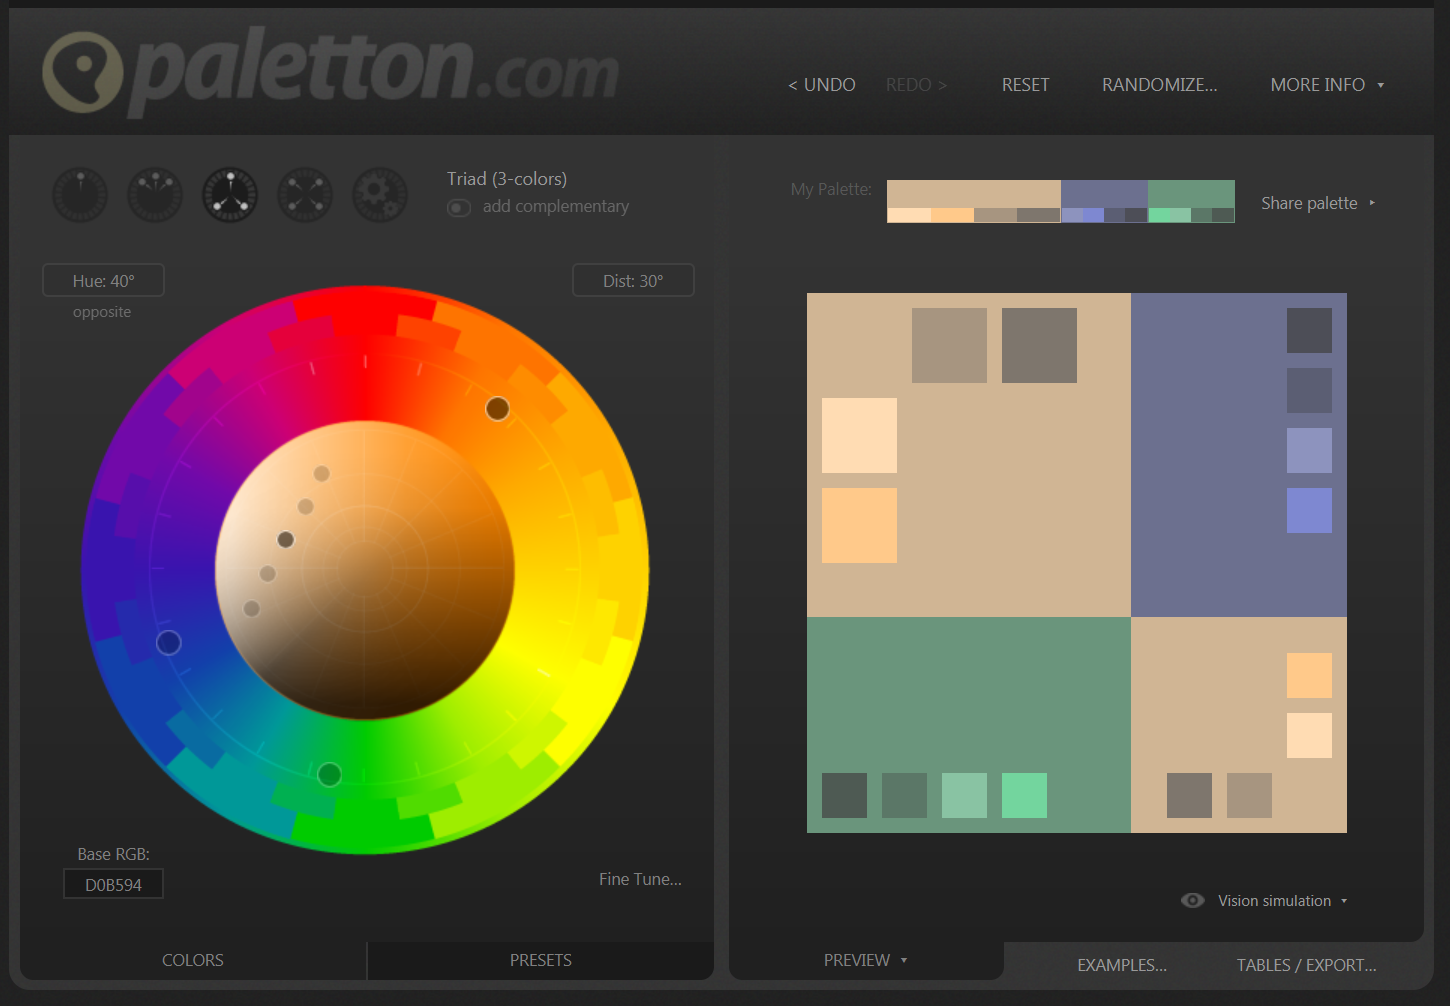 paletton.com
< UNDO
REDO >
RESET
RANDOMIZE...
MORE INFO
Triad (3-colors)
add complementary
My Palette:
Share palette
Hue: 40°
Dist: 30°
opposite
Base RGB:
D0B594
Fine Tune...
Vision simulation
COLORS
PRESETS
PREVIEW
EXAMPLES...
TABLES / EXPORT...